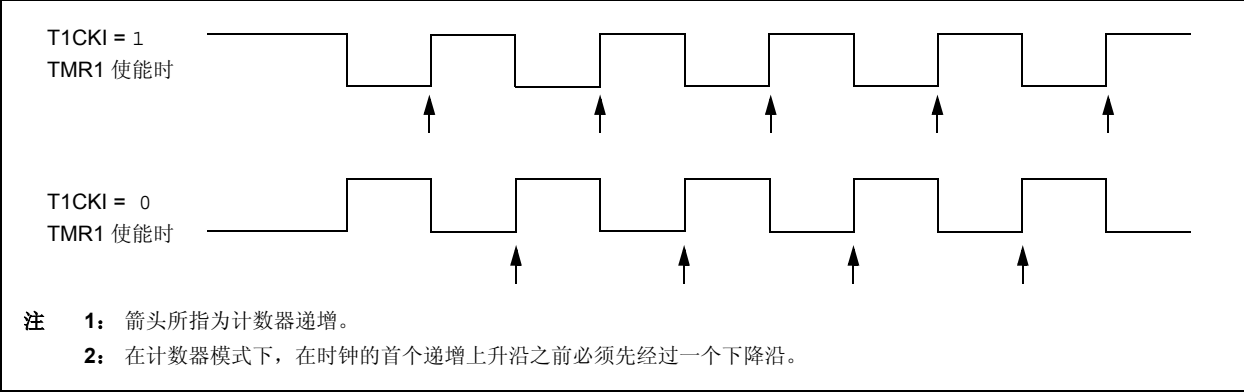 T1CKI = 1
TMR1 使能时
T1CKI = 0
TMR1 使能时
注 1： 箭头所指为计数器递增。
2： 在计数器模式下，在时钟的首个递增上升沿之前必须先经过一个下降沿。